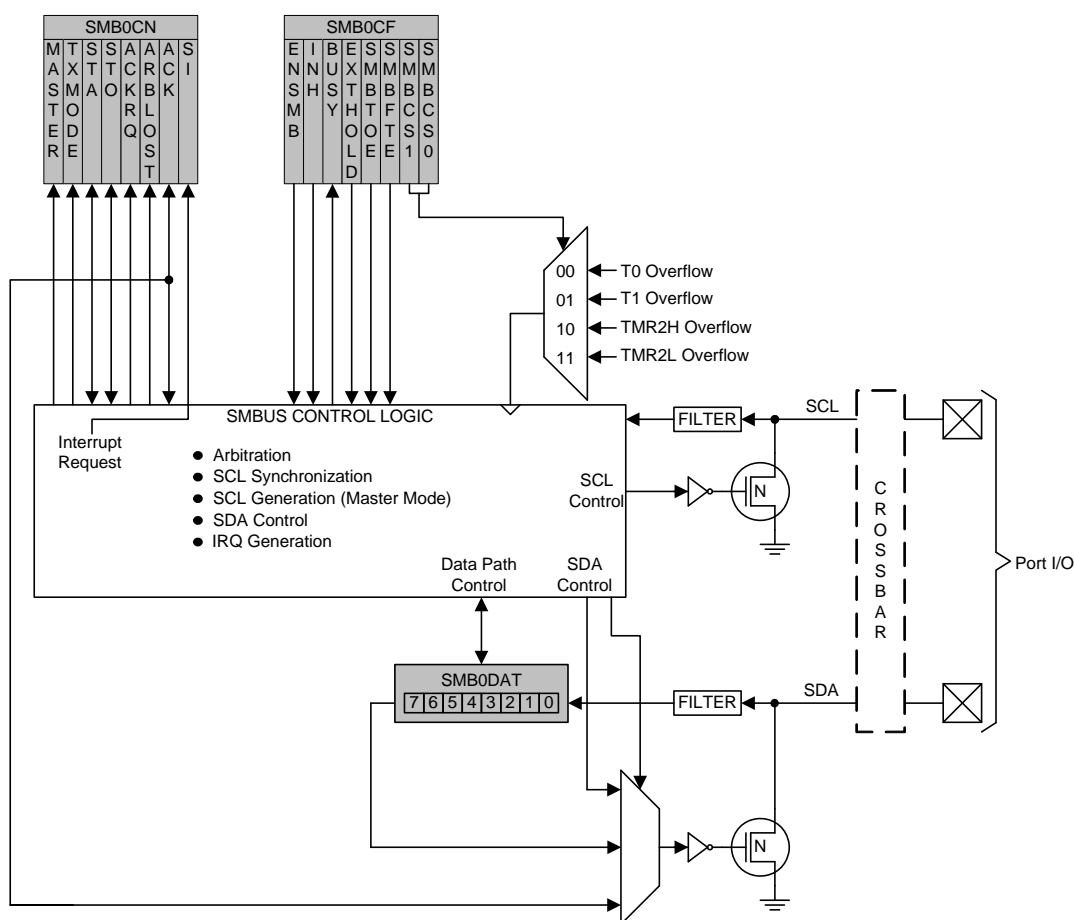 SMB0CN
MASTER
TXMODE
STA
STO
ACKRQ
ARBLOST
ACK
SI
SMB0CF
ENSMB
INH
BUSY
EXTHOLD
SMBTOE
SMBFTE
SMBCS1
SMBCS0
00
T0 Overflow
01
T1 Overflow
10
TMR2H Overflow
11
TMR2L Overflow
SMBUS CONTROL LOGIC
Interrupt
Request
● Arbitration
● SCL Synchronization
● SCL Generation (Master Mode)
● SDA Control
● IRQ Generation
SCL
Control
Data Path
Control
SDA
Control
FILTER
SCL
N
CROSSBAR
Port I/O
SMB0DAT
7 6 5 4 3 2 1 0
FILTER
SDA
N